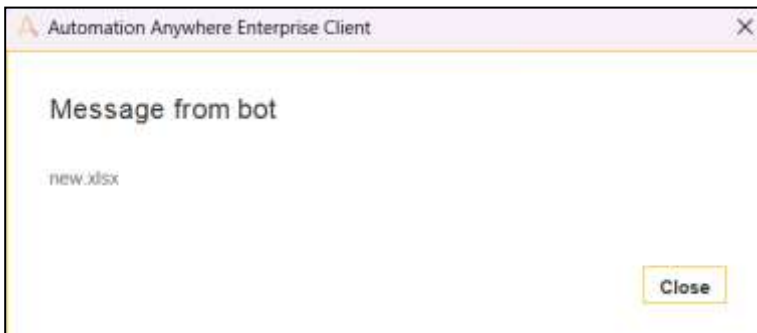 Automation Anywhere Enterprise Client
Message from bot
new.xlsx
Close